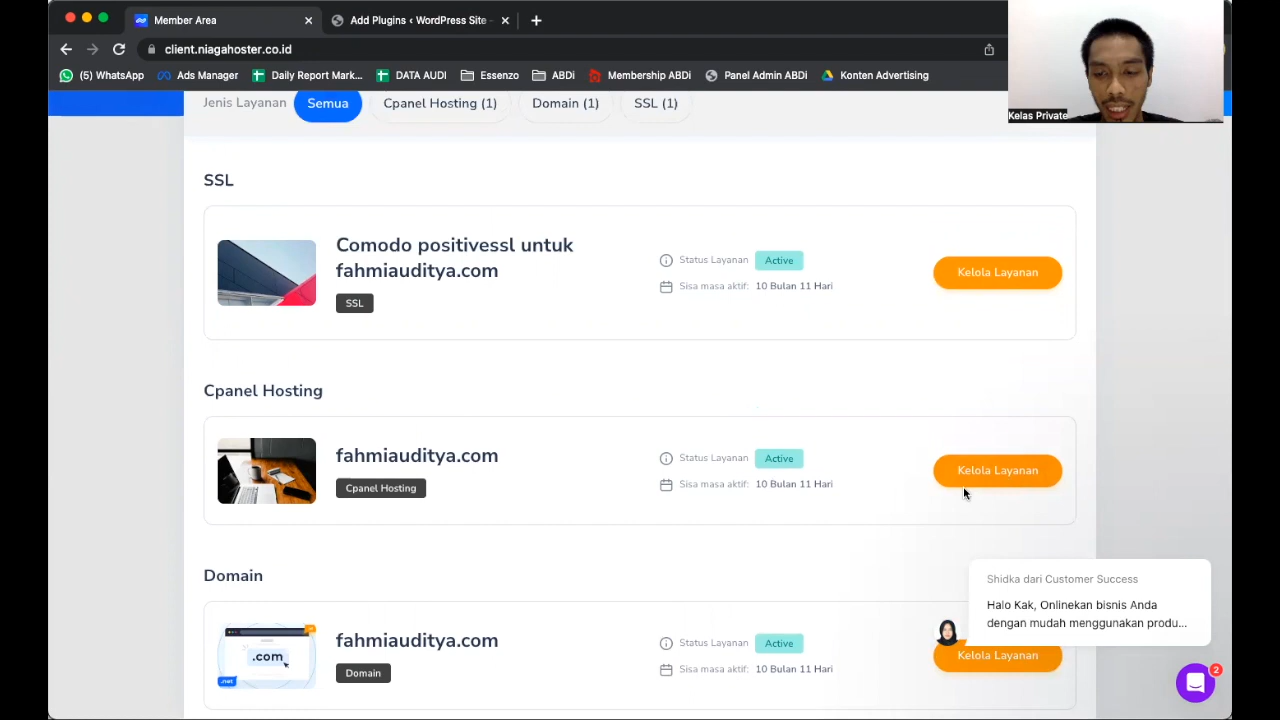 Member Area
Add Plugins ‹ WordPress Site -
client.niagahoster.co.id
(5) WhatsApp
Ads Manager
Daily Report Mark...
DATA AUDI
Essenzo
ABDi
Membership ABDi
Panel Admin ABDi
Konten Advertising
Kelas Private
Jenis Layanan
Semua
Cpanel Hosting (1)
Domain (1)
SSL (1)
SSL
Comodo positivessl untuk
fahmiauditya.com
SSL
Status Layanan Active
Sisa masa aktif: 10 Bulan 11 Hari
Kelola Layanan
Cpanel Hosting
fahmiauditya.com
Cpanel Hosting
Status Layanan Active
Sisa masa aktif: 10 Bulan 11 Hari
Kelola Layanan
Domain
.com
.net
fahmiauditya.com
Domain
Status Layanan Active
Sisa masa aktif: 10 Bulan 11 Hari
Kelola Layanan
Shidka dari Customer Success
Halo Kak, Onlinekan bisnis Anda
dengan mudah menggunakan produ...
2